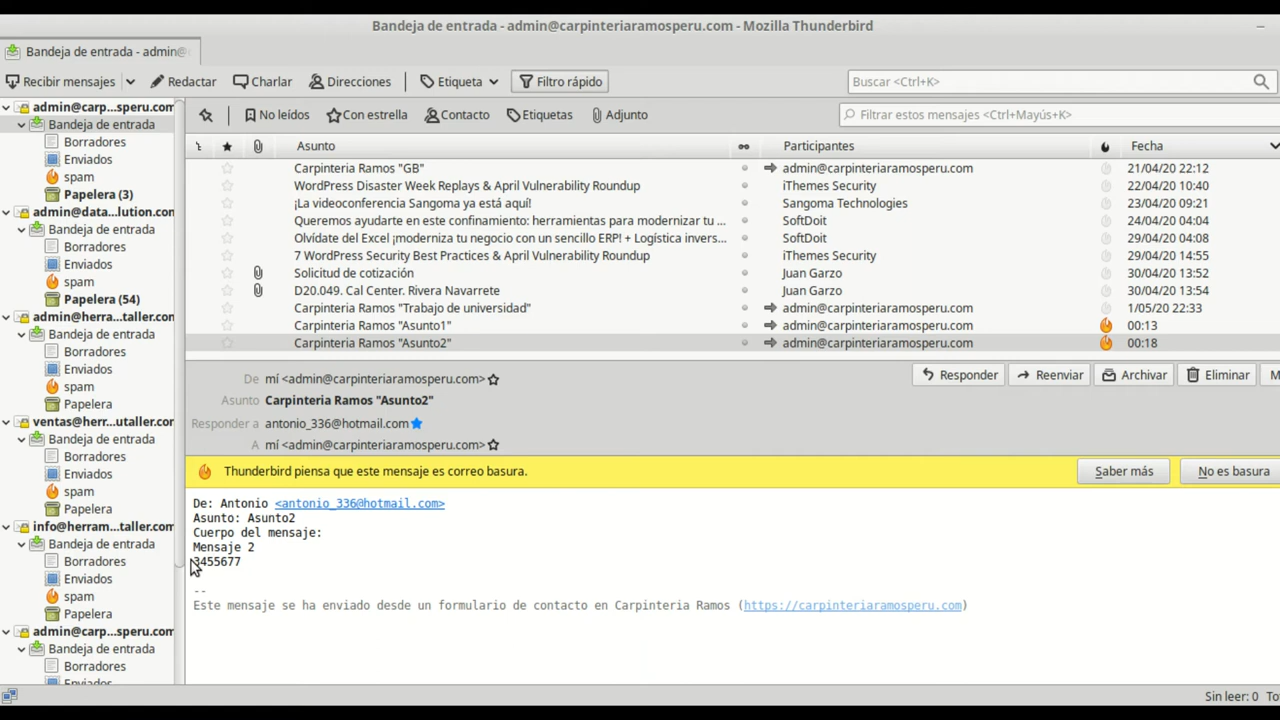 Bandeja de entrada - admin@carpinteriaramosperu.com - Mozilla Thunderbird
Bandeja de entrada - admin@
Recibir mensajes Redactar Charlar Direcciones Etiqueta Filtro rápido Buscar <Ctrl+K>
No leídos Con estrella Contacto Etiquetas Adjunto Filtrar estos mensajes <Ctrl+Mayús+K>
admin@carp...speru.com
Bandeja de entrada
Borradores
Enviados
spam
Papelera (3)
admin@data...lution.com
Bandeja de entrada
Borradores
Enviados
spam
Papelera (54)
admin@herra...taller.com
Bandeja de entrada
Borradores
Enviados
spam
Papelera
ventas@herr...utaller.com
Bandeja de entrada
Borradores
Enviados
spam
Papelera
info@herram...taller.com
Bandeja de entrada
Borradores
Enviados
spam
Papelera
admin@carp...speru.com
Bandeja de entrada
Borradores
Enviados
Asunto Participantes Fecha
Carpinteria Ramos "GB" admin@carpinteriaramosperu.com 21/04/20 22:12
WordPress Disaster Week Replays & April Vulnerability Roundup iThemes Security 22/04/20 10:40
¡La videoconferencia Sangoma ya está aquí! Sangoma Technologies 23/04/20 09:21
Queremos ayudarte en este confinamiento: herramientas para modernizar tu ... SoftDoit 24/04/20 04:04
Olvídate del Excel ¡moderniza tu negocio con un sencillo ERP! + Logística invers... SoftDoit 29/04/20 04:08
7 WordPress Security Best Practices & April Vulnerability Roundup iThemes Security 29/04/20 14:55
Solicitud de cotización Juan Garzo 30/04/20 13:52
D20.049. Cal Center. Rivera Navarrete Juan Garzo 30/04/20 13:54
Carpinteria Ramos "Trabajo de universidad" admin@carpinteriaramosperu.com 1/05/20 22:33
Carpinteria Ramos "Asunto1" admin@carpinteriaramosperu.com 00:13
Carpinteria Ramos "Asunto2" admin@carpinteriaramosperu.com 00:18
De mí <admin@carpinteriaramosperu.com> Responder Reenviar Archivar Eliminar M
Asunto Carpinteria Ramos "Asunto2"
Responder a antonio_336@hotmail.com
A mí <admin@carpinteriaramosperu.com>
Thunderbird piensa que este mensaje es correo basura. Saber más No es basura
De: Antonio <antonio_336@hotmail.com>
Asunto: Asunto2
Cuerpo del mensaje:
Mensaje 2
3455677
--
Este mensaje se ha enviado desde un formulario de contacto en Carpinteria Ramos (https://carpinteriaramosperu.com)
Sin leer: 0 To